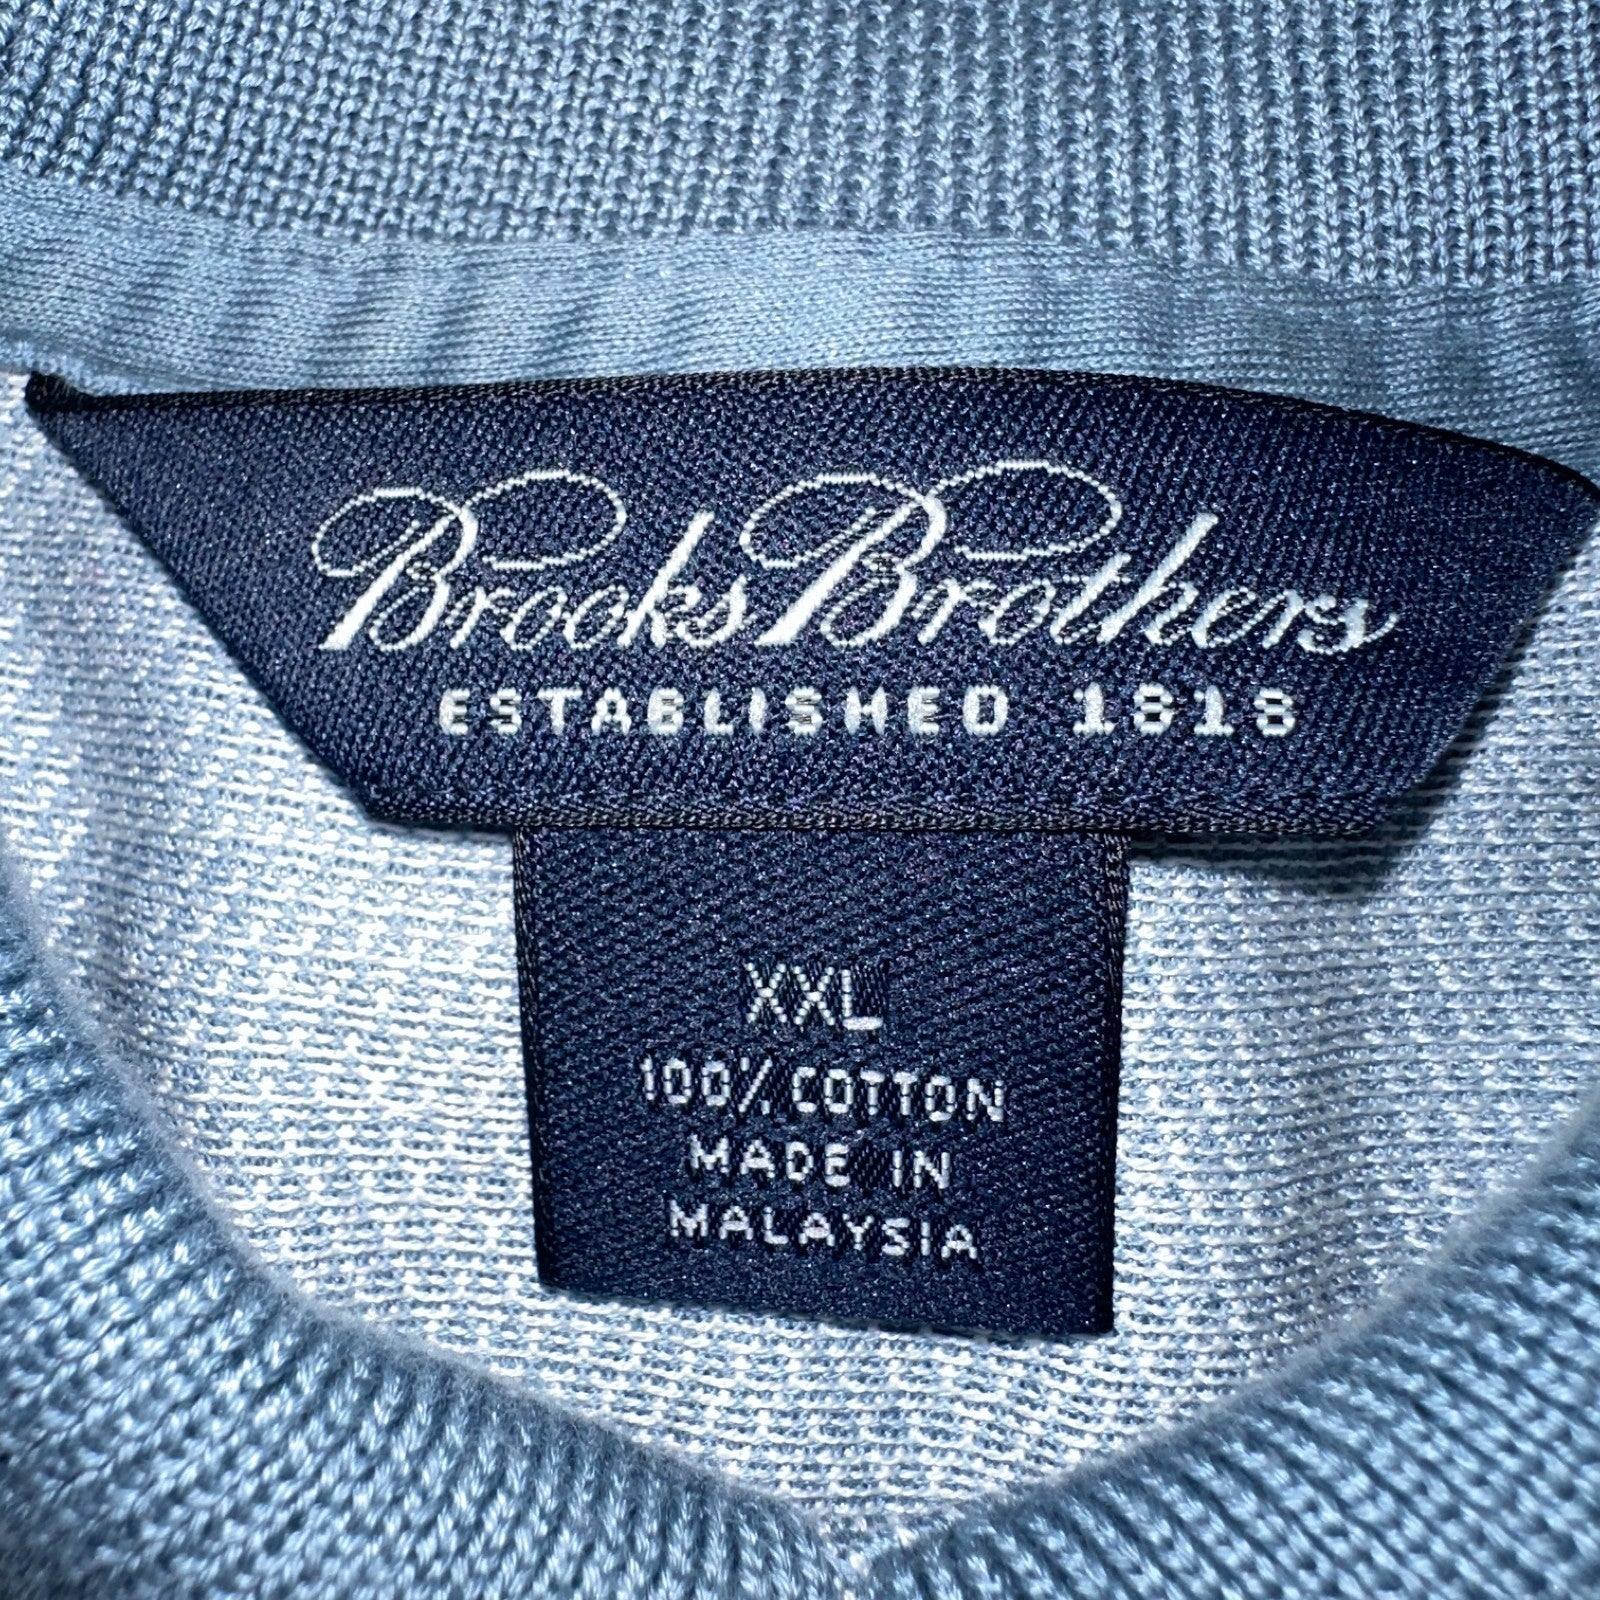 Brooks Brothers
ESTABLISHED 1818
XXL
100% COTTON
MADE IN
MALAYSIA